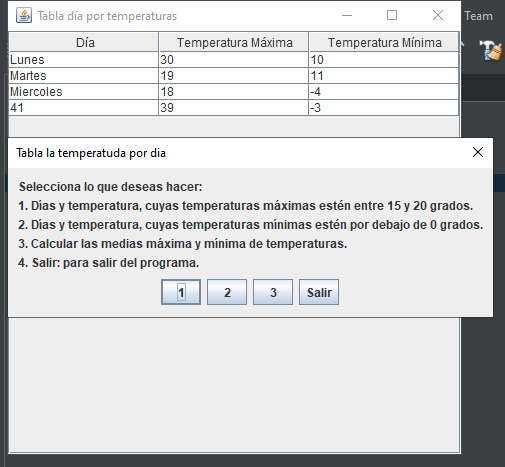 Tabla día por temperaturas
Team
Día Temperatura Máxima Temperatura Mínima
Lunes 30 10
Martes 19 11
Miercoles 18 -4
41 39 -3
Tabla la temperatuda por dia
Selecciona lo que deseas hacer:
1. Dias y temperatura, cuyas temperaturas máximas estén entre 15 y 20 grados.
2. Días y temperatura, cuyas temperaturas mínimas estén por debajo de 0 grados.
3. Calcular las medias máxima y mínima de temperaturas.
4. Salir: para salir del programa.
1 2 3 Salir